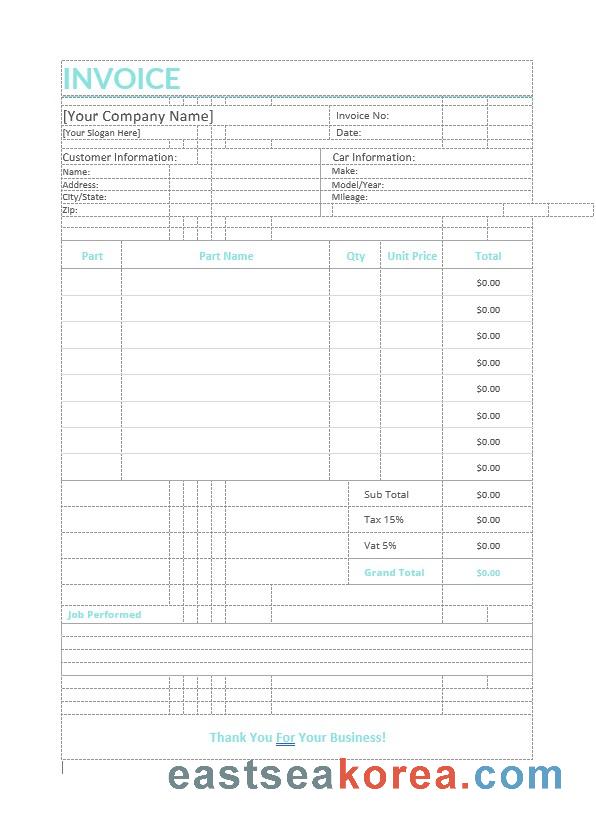 INVOICE
[Your Company Name] Invoice No:
[Your Slogan Here] Date:
Customer Information: Car Information:
Name: Make:
Address: Model/Year:
City/State: Mileage:
Zip:
Part Part Name Qty Unit Price Total
$0.00
$0.00
$0.00
$0.00
$0.00
$0.00
$0.00
$0.00
Sub Total $0.00
Tax 15% $0.00
Vat 5% $0.00
Grand Total $0.00
Job Performed
Thank You For Your Business!
eastseakorea.com